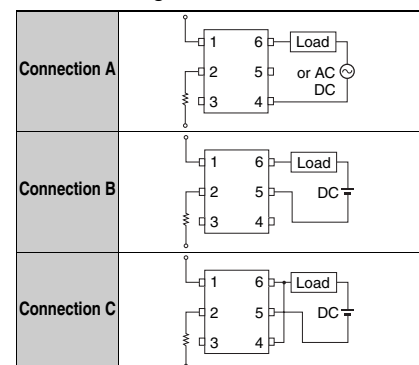 Connection A
1 6 Load
2 5 or AC
DC
3 4
Connection B
1 6 Load
2 5 DC
3 4
Connection C
1 6 Load
2 5 DC
3 4